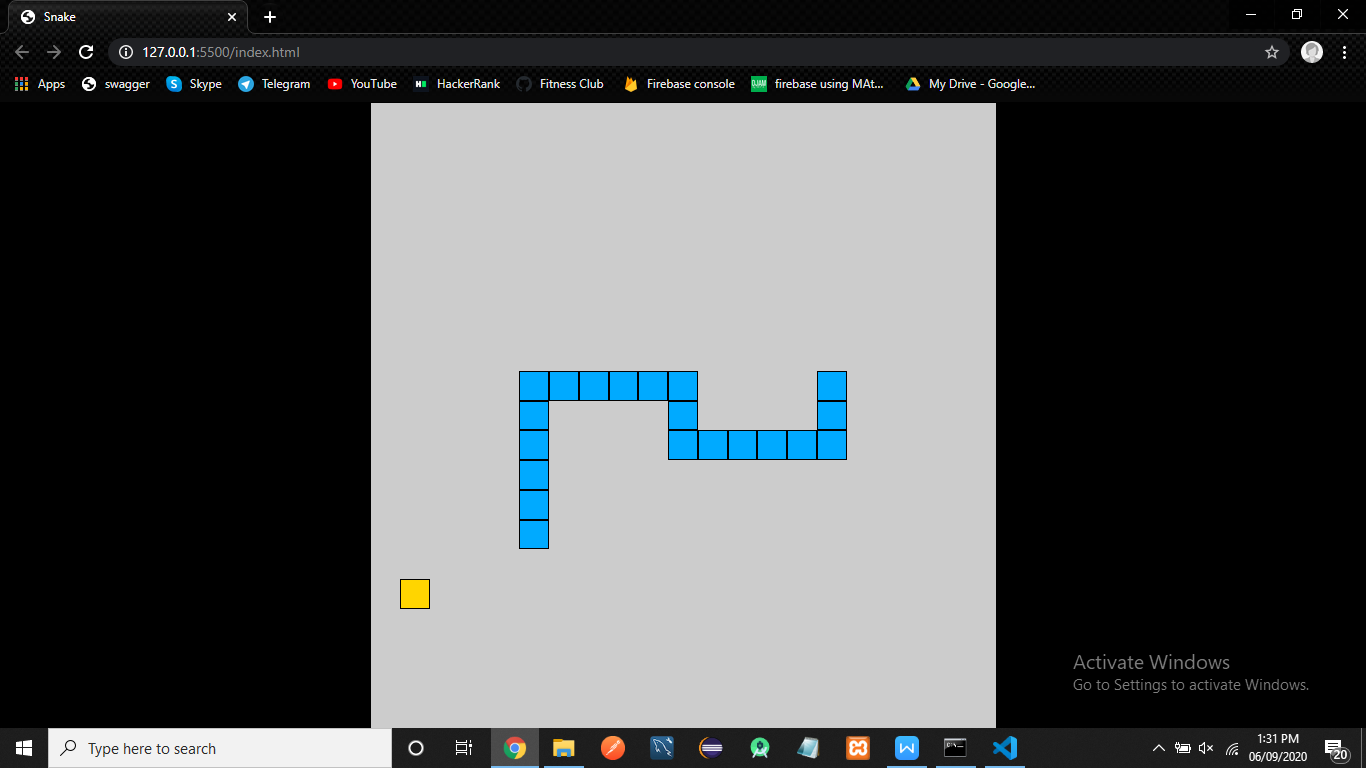 Snake
127.0.0.1:5500/index.html
Apps swagger Skype Telegram YouTube HackerRank Fitness Club Firebase console firebase using MAt... My Drive - Google...
Activate Windows
Go to Settings to activate Windows.
Type here to search
1:31 PM
06/09/2020
20